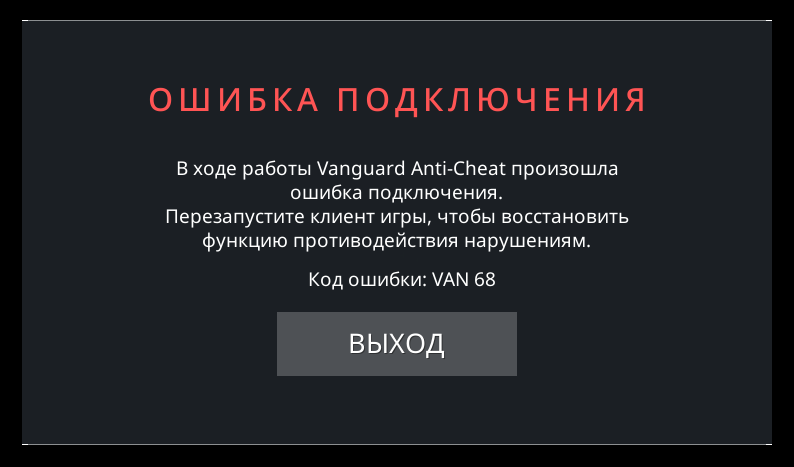 ОШИБКА ПОДКЛЮЧЕНИЯ
В ходе работы Vanguard Anti-Cheat произошла
ошибка подключения.
Перезапустите клиент игры, чтобы восстановить
функцию противодействия нарушениям.
Код ошибки: VAN 68
ВЫХОД